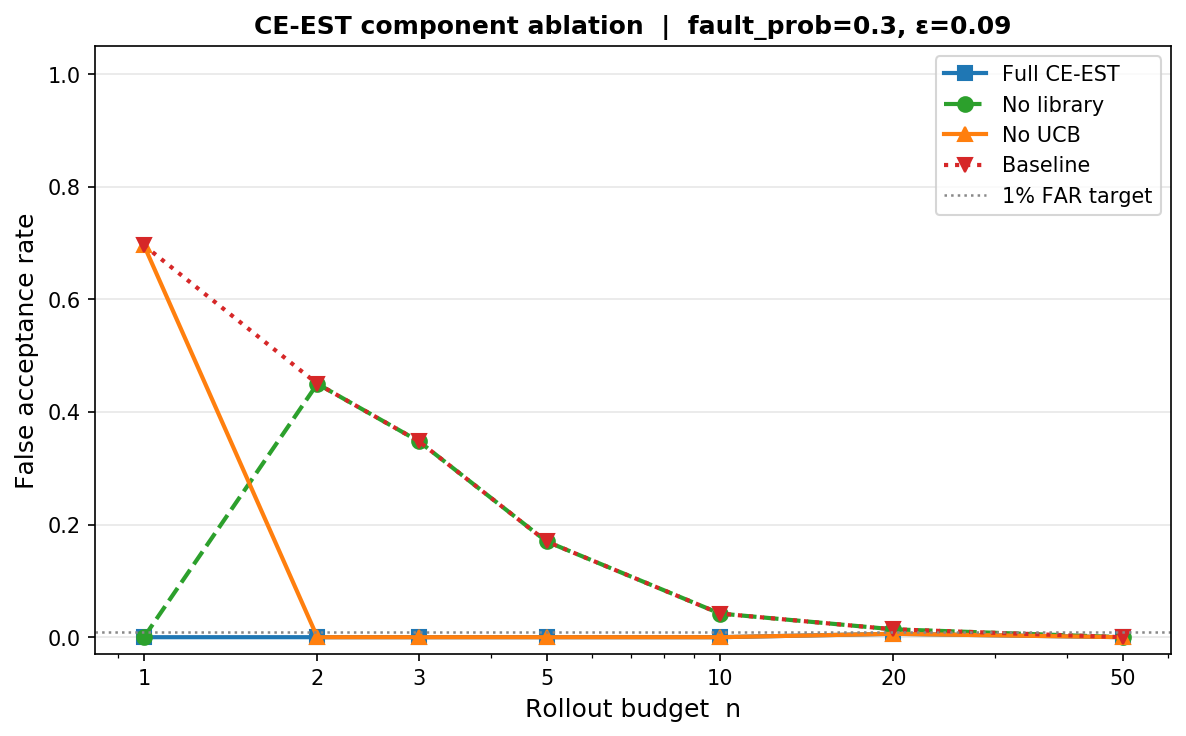 CE-EST component ablation | fault_prob=0.3, ε=0.09
Full CE-EST
No library
No UCB
Baseline
1% FAR target
False acceptance rate
1.0
0.8
0.6
0.4
0.2
0.0
1 2 3 5 10 20 50
Rollout budget n